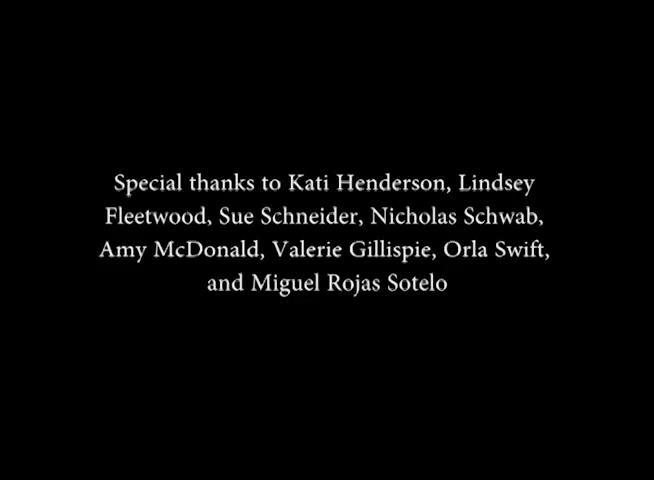 Special thanks to Kati Henderson, Lindsey
Fleetwood, Sue Schneider, Nicholas Schwab,
Amy McDonald, Valerie Gillispie, Orla Swift,
and Miguel Rojas Sotelo